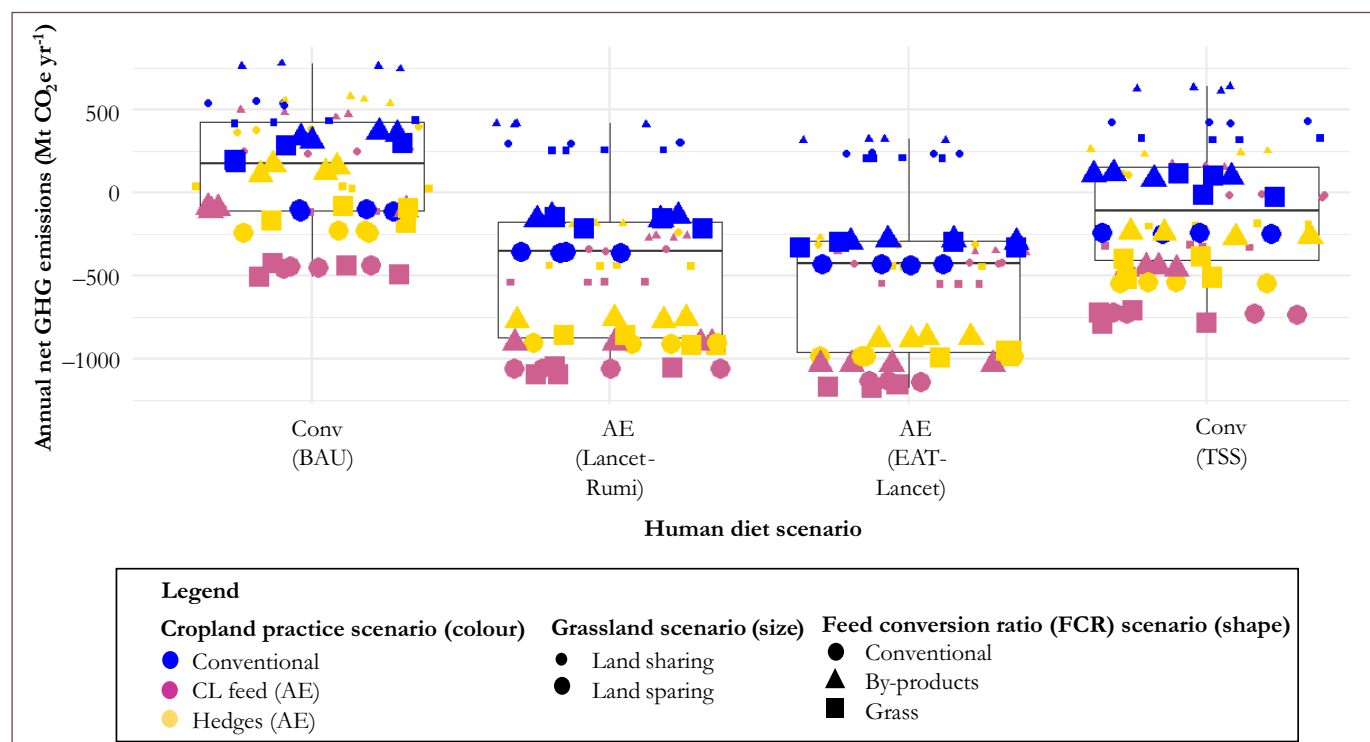 Annual net GHG emissions (Mt CO₂e yr⁻¹)
500
0
–500
–1000
Conv
(BAU)
AE
(Lancet-
Rumi)
AE
(EAT-
Lancet)
Conv
(TSS)
Human diet scenario
Legend
Cropland practice scenario (colour)
Conventional
CL feed (AE)
Hedges (AE)
Grassland scenario (size)
Land sharing
Land sparing
Feed conversion ratio (FCR) scenario (shape)
Conventional
By-products
Grass